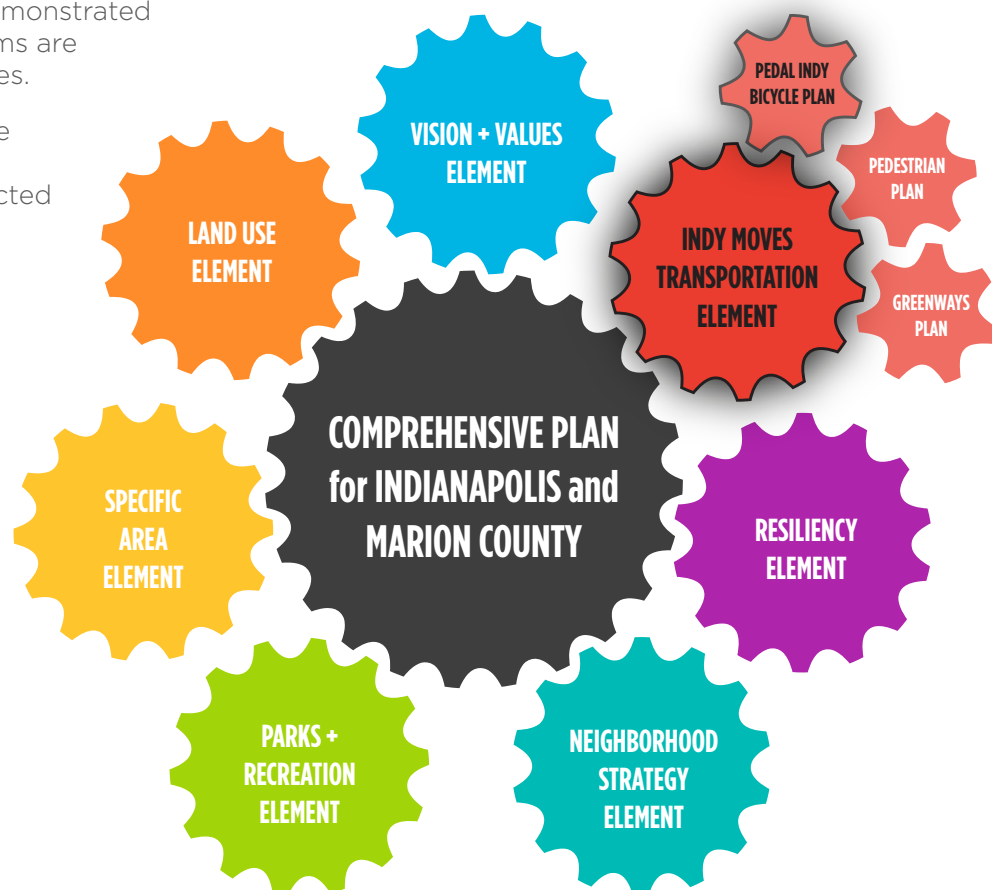 ms are
es.
e
cted
PEDAL INDY
BICYCLE PLAN
VISION + VALUES
ELEMENT
PEDESTRIAN
PLAN
LAND USE
ELEMENT
INDY MOVES
TRANSPORTATION
ELEMENT
GREENWAYS
PLAN
COMPREHENSIVE PLAN
for INDIANAPOLIS and
MARION COUNTY
SPECIFIC
AREA
ELEMENT
RESILIENCY
ELEMENT
PARKS +
RECREATION
ELEMENT
NEIGHBORHOOD
STRATEGY
ELEMENT